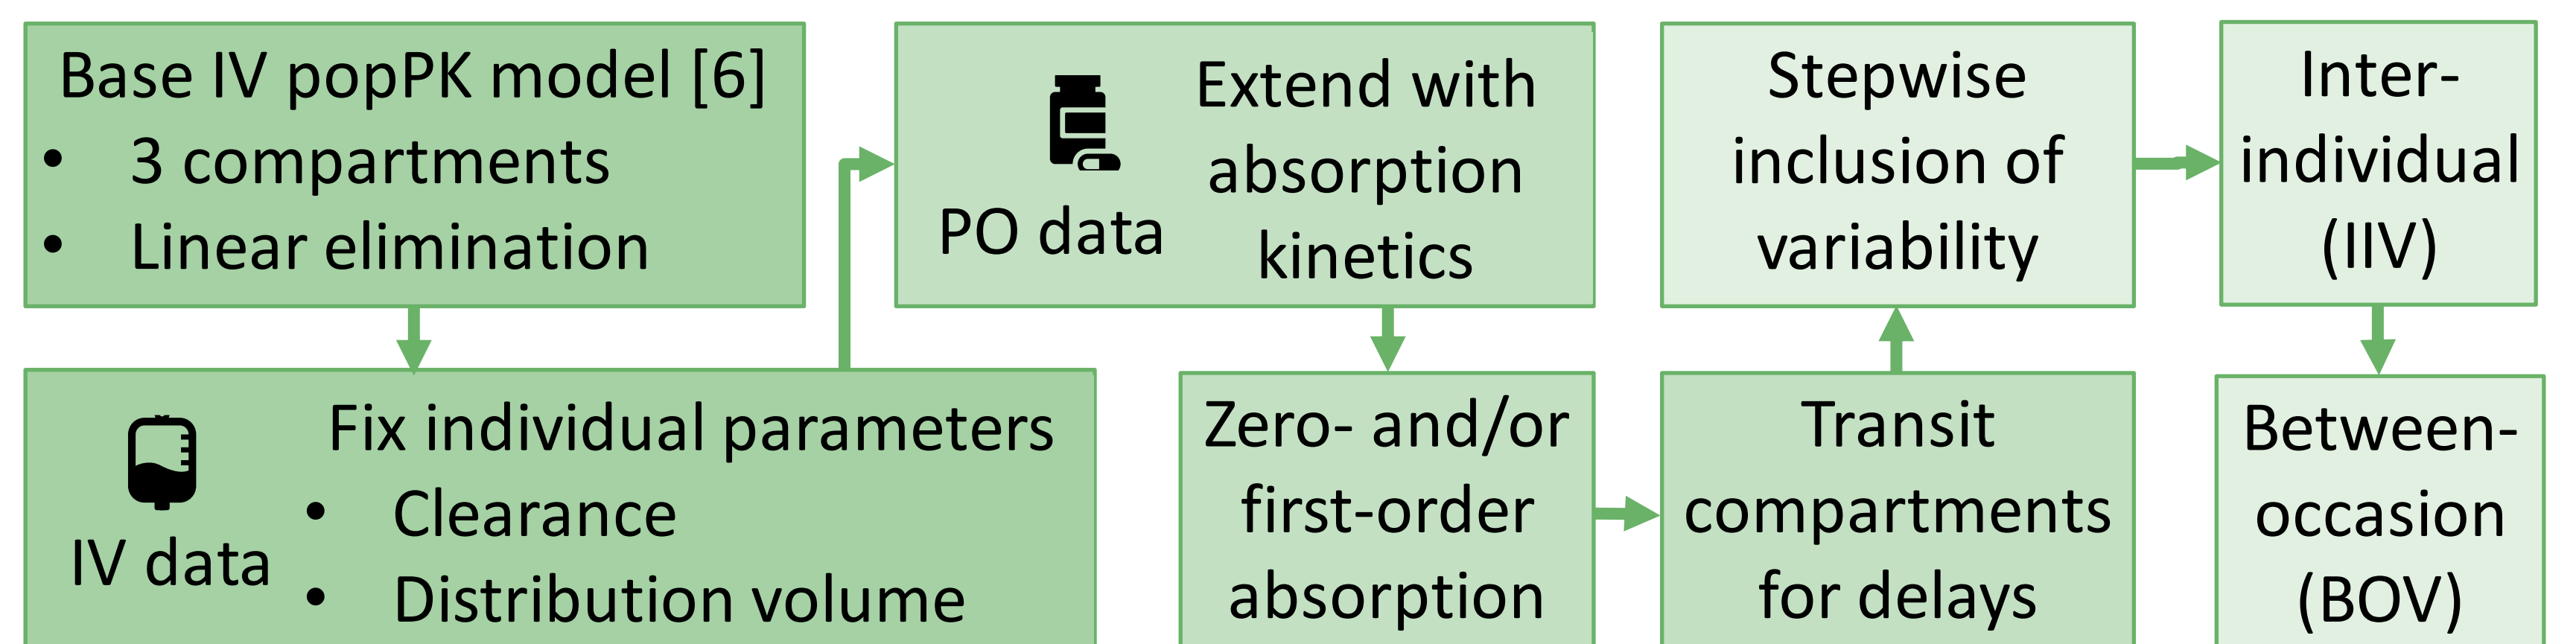 Base IV popPK model [6]
• 3 compartments
• Linear elimination
IV data
Fix individual parameters
• Clearance
• Distribution volume
PO data
Extend with
absorption
kinetics
Zero- and/or
first-order
absorption
Transit
compartments
for delays
Stepwise
inclusion of
variability
Inter-
individual
(IIV)
Between-
occasion
(BOV)